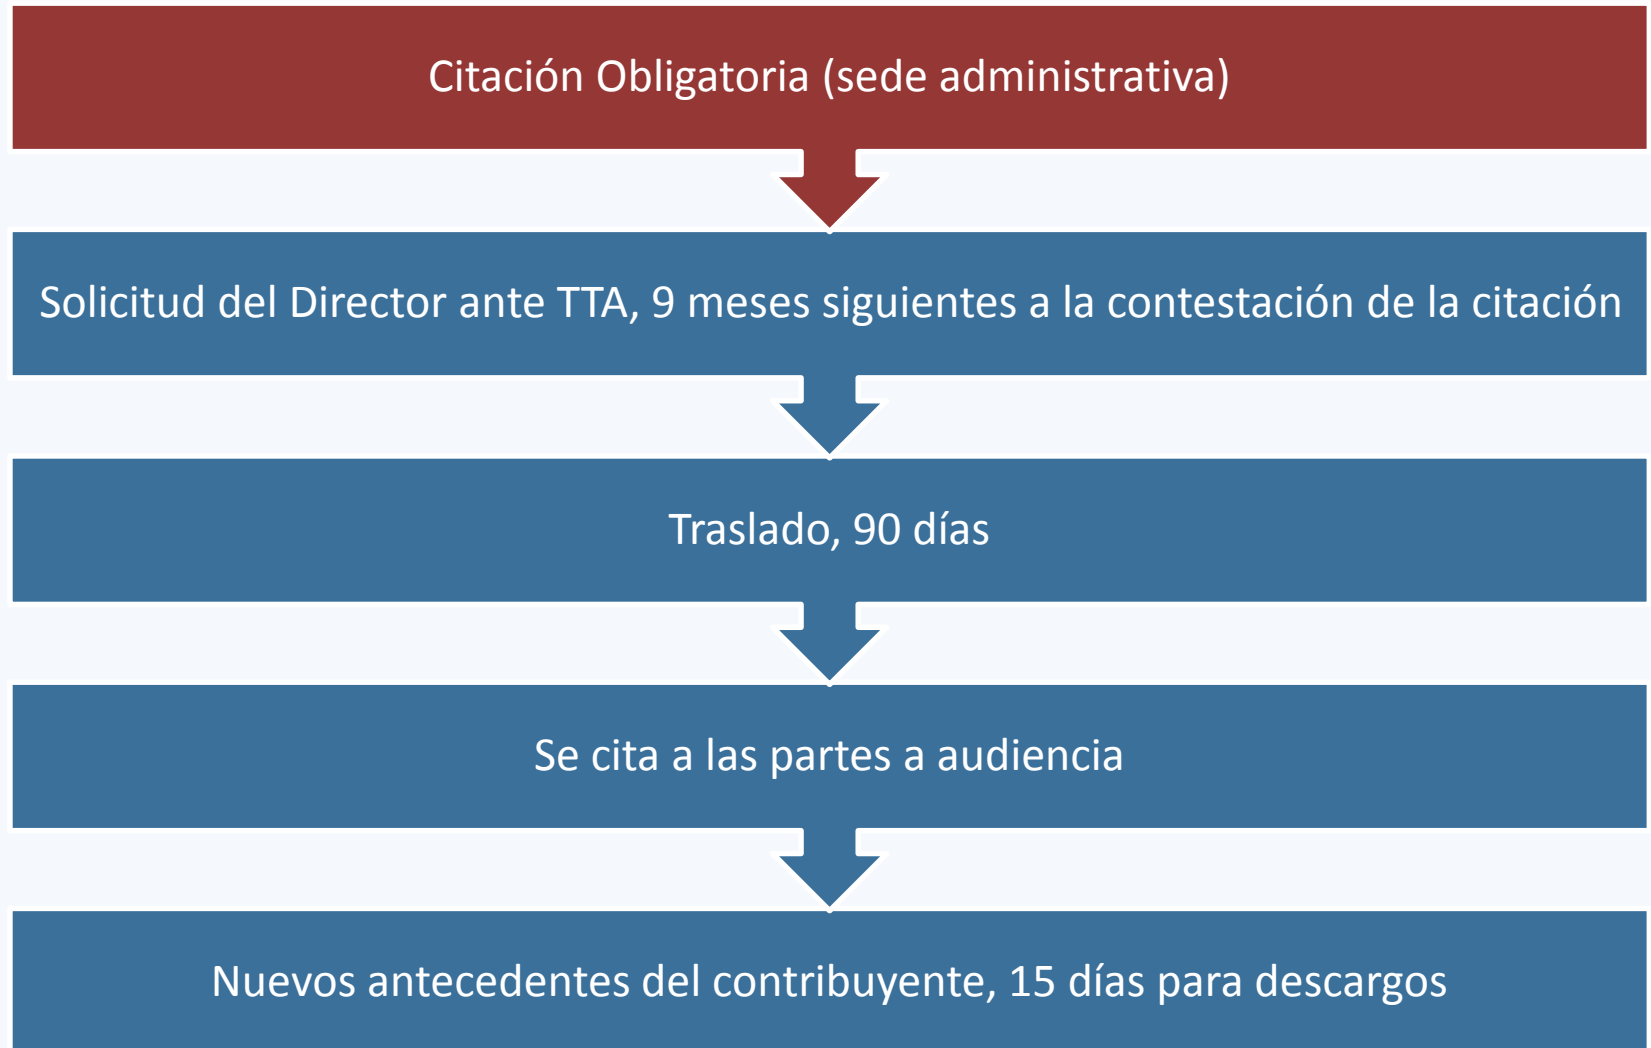 Citación Obligatoria (sede administrativa)
Solicitud del Director ante TTA, 9 meses siguientes a la contestación de la citación
Traslado, 90 días
Se cita a las partes a audiencia
Nuevos antecedentes del contribuyente, 15 días para descargos